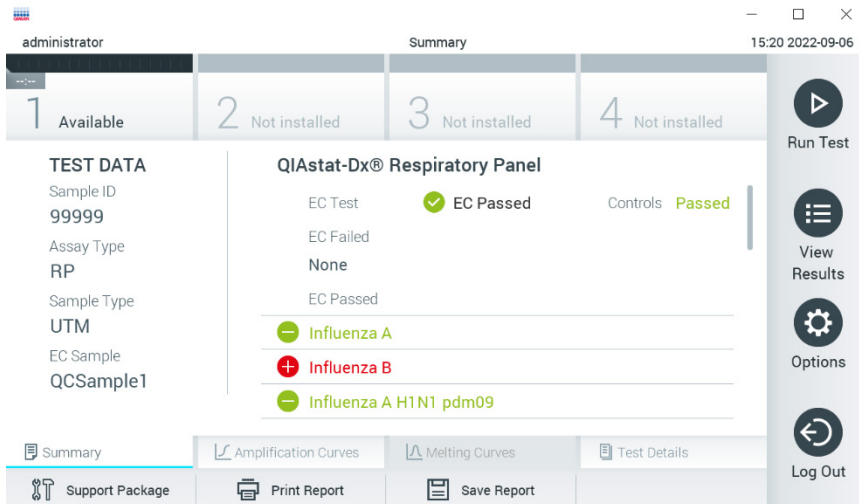 QIAGEN
administrator
Summary
15:20 2022-09-06
--:--
1 Available
2 Not installed
3 Not installed
4 Not installed
Run Test
TEST DATA
Sample ID
99999
Assay Type
RP
Sample Type
UTM
EC Sample
QCSample1
QIAstat-Dx® Respiratory Panel
EC Test EC Passed Controls Passed
EC Failed
None
EC Passed
Influenza A
Influenza B
Influenza A H1N1 pdm09
View
Results
Options
Log Out
Summary
Amplification Curves
Melting Curves
Test Details
Support Package
Print Report
Save Report